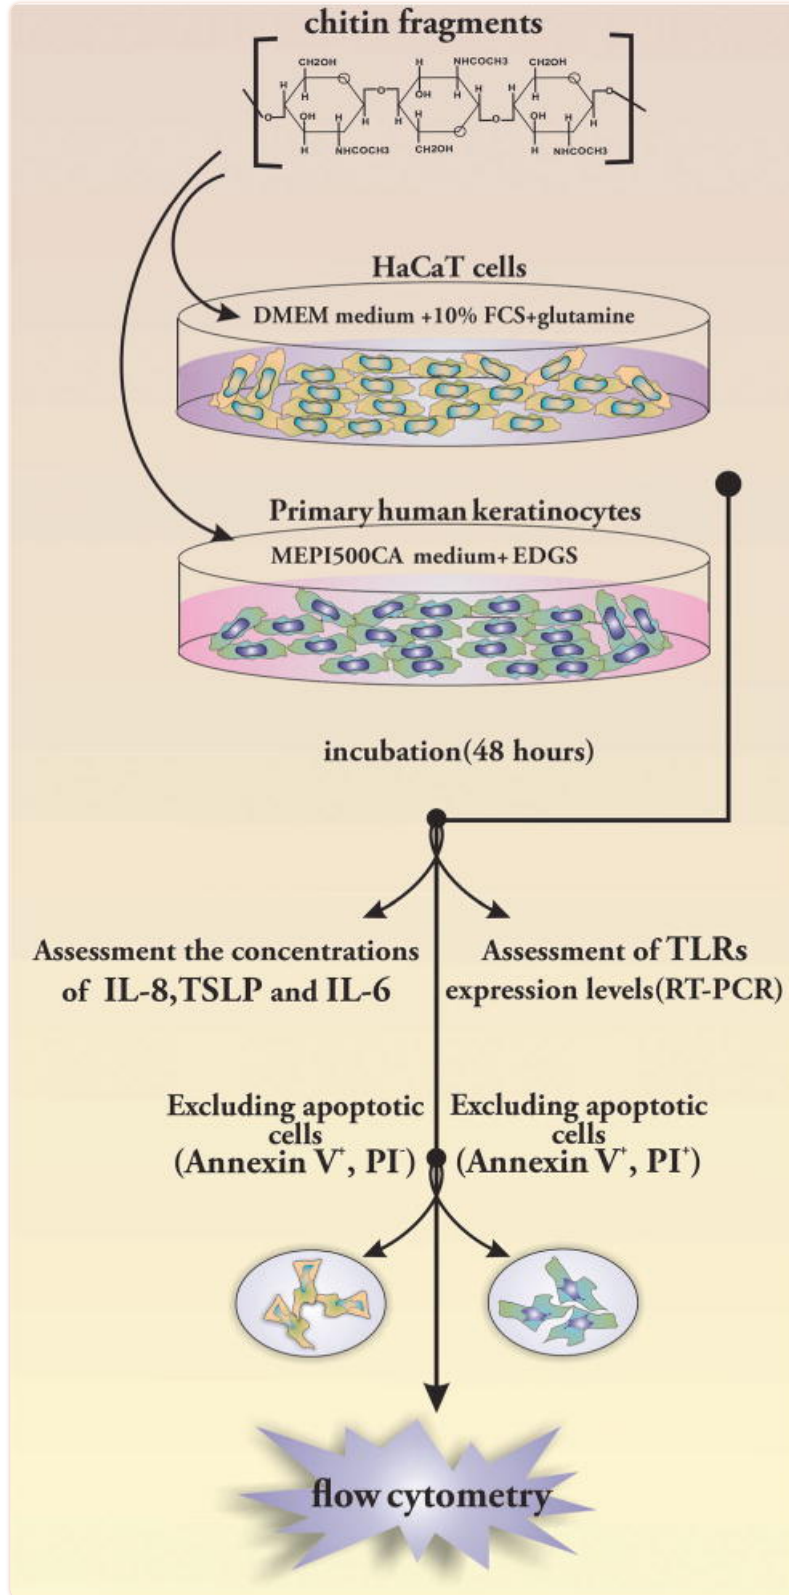 chitin fragments
CH2OH H NHCOCH3 CH2OH
H O H O
H OH H H H
O OH H H H H OH H O
H NHCOCH3 CH2OH O H NHCOCH3
HaCaT cells
DMEM medium +10% FCS+glutamine
Primary human keratinocytes
MEPI500CA medium+ EDGS
incubation(48 hours)
Assessment the concentrations
of IL-8,TSLP and IL-6
Assessment of TLRs
expression levels(RT-PCR)
Excluding apoptotic
cells
(Annexin V⁺, PI⁻)
Excluding apoptotic
cells
(Annexin V⁺, PI⁺)
flow cytometry